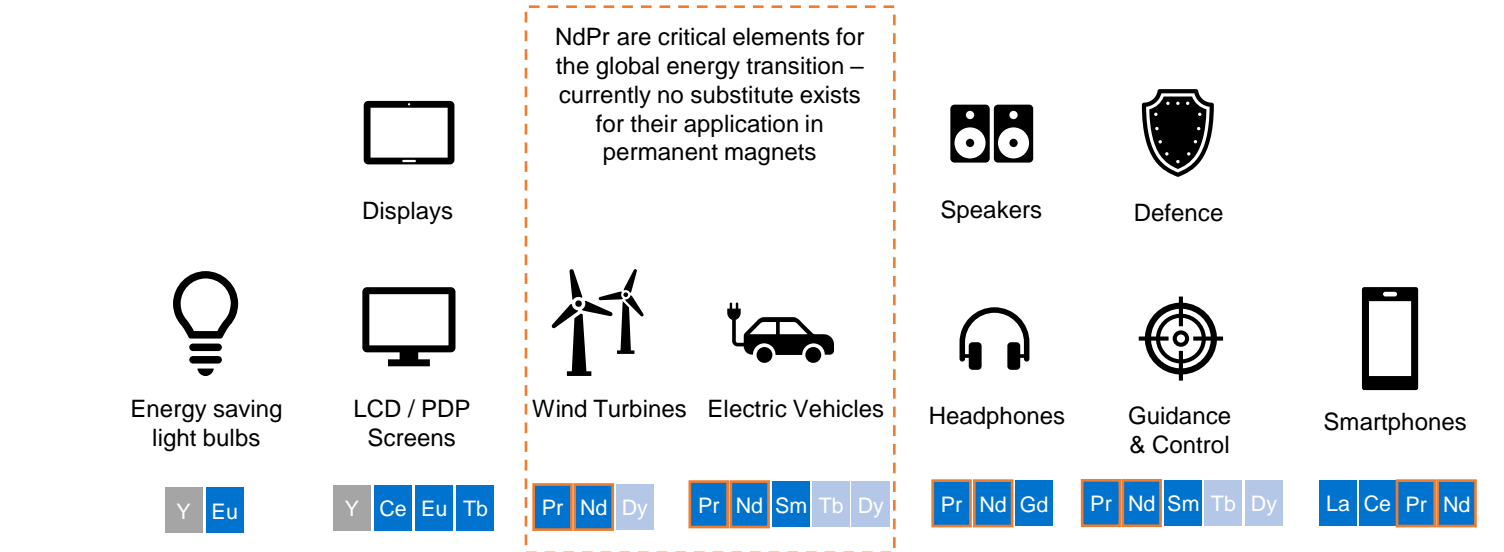 NdPr are critical elements for
the global energy transition –
currently no substitute exists
for their application in
permanent magnets
Displays
Speakers
Defence
Energy saving
light bulbs
LCD / PDP
Screens
Wind Turbines
Electric Vehicles
Headphones
Guidance
& Control
Smartphones
Y Eu
Y Ce Eu Tb
Pr Nd Dy
Pr Nd Sm Tb Dy
Pr Nd Gd
Pr Nd Sm Tb Dy
La Ce Pr Nd